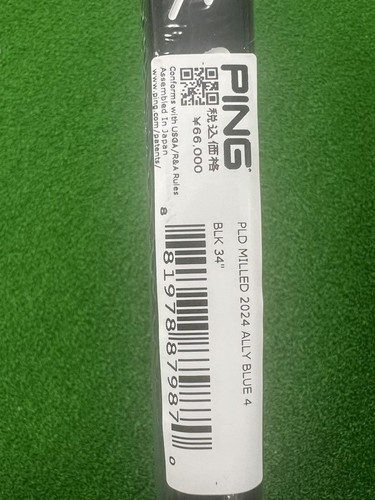 PING
税込価格
¥66,000
Conforms with USGA/R&A Rules
Assembled In Japan
www.ping.com/patents/
PLD MILLED 2024 ALLY BLUE 4
BLK 34"
8 81978 87987 0